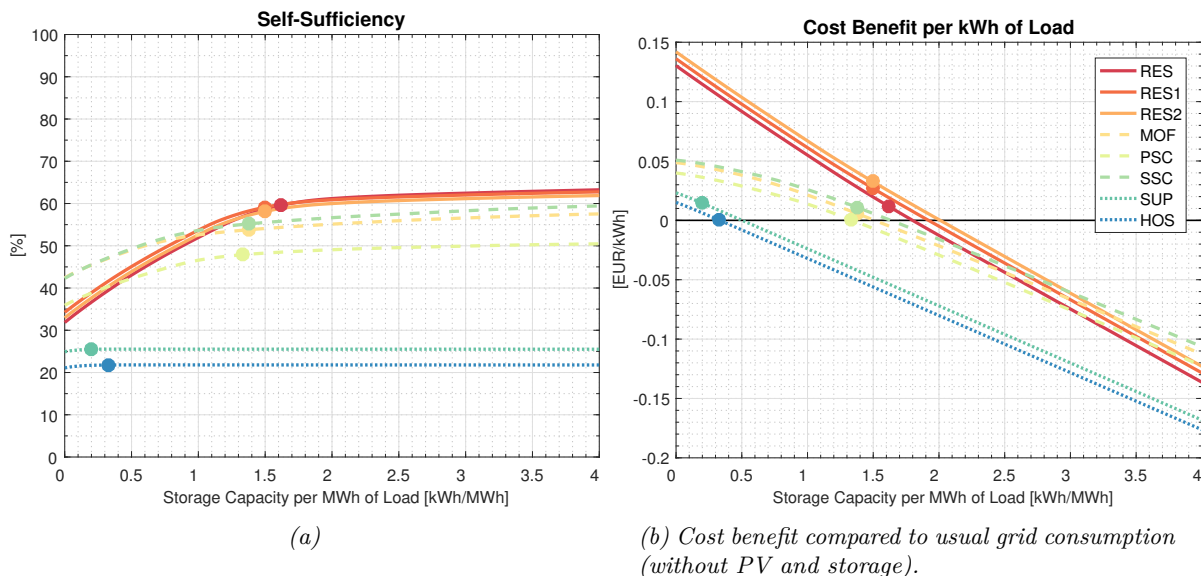 Self-Sufficiency
100
90
80
70
60
50
40
30
20
10
0
[%]
0 0.5 1 1.5 2 2.5 3 3.5 4
Storage Capacity per MWh of Load [kWh/MWh]
(a)
Cost Benefit per kWh of Load
0.15
0.1
0.05
0
-0.05
-0.1
-0.15
-0.2
[EUR/kWh]
RES
RES1
RES2
MOF
PSC
SSC
SUP
HOS
0 0.5 1 1.5 2 2.5 3 3.5 4
Storage Capacity per MWh of Load [kWh/MWh]
(b) Cost benefit compared to usual grid consumption
(without PV and storage).